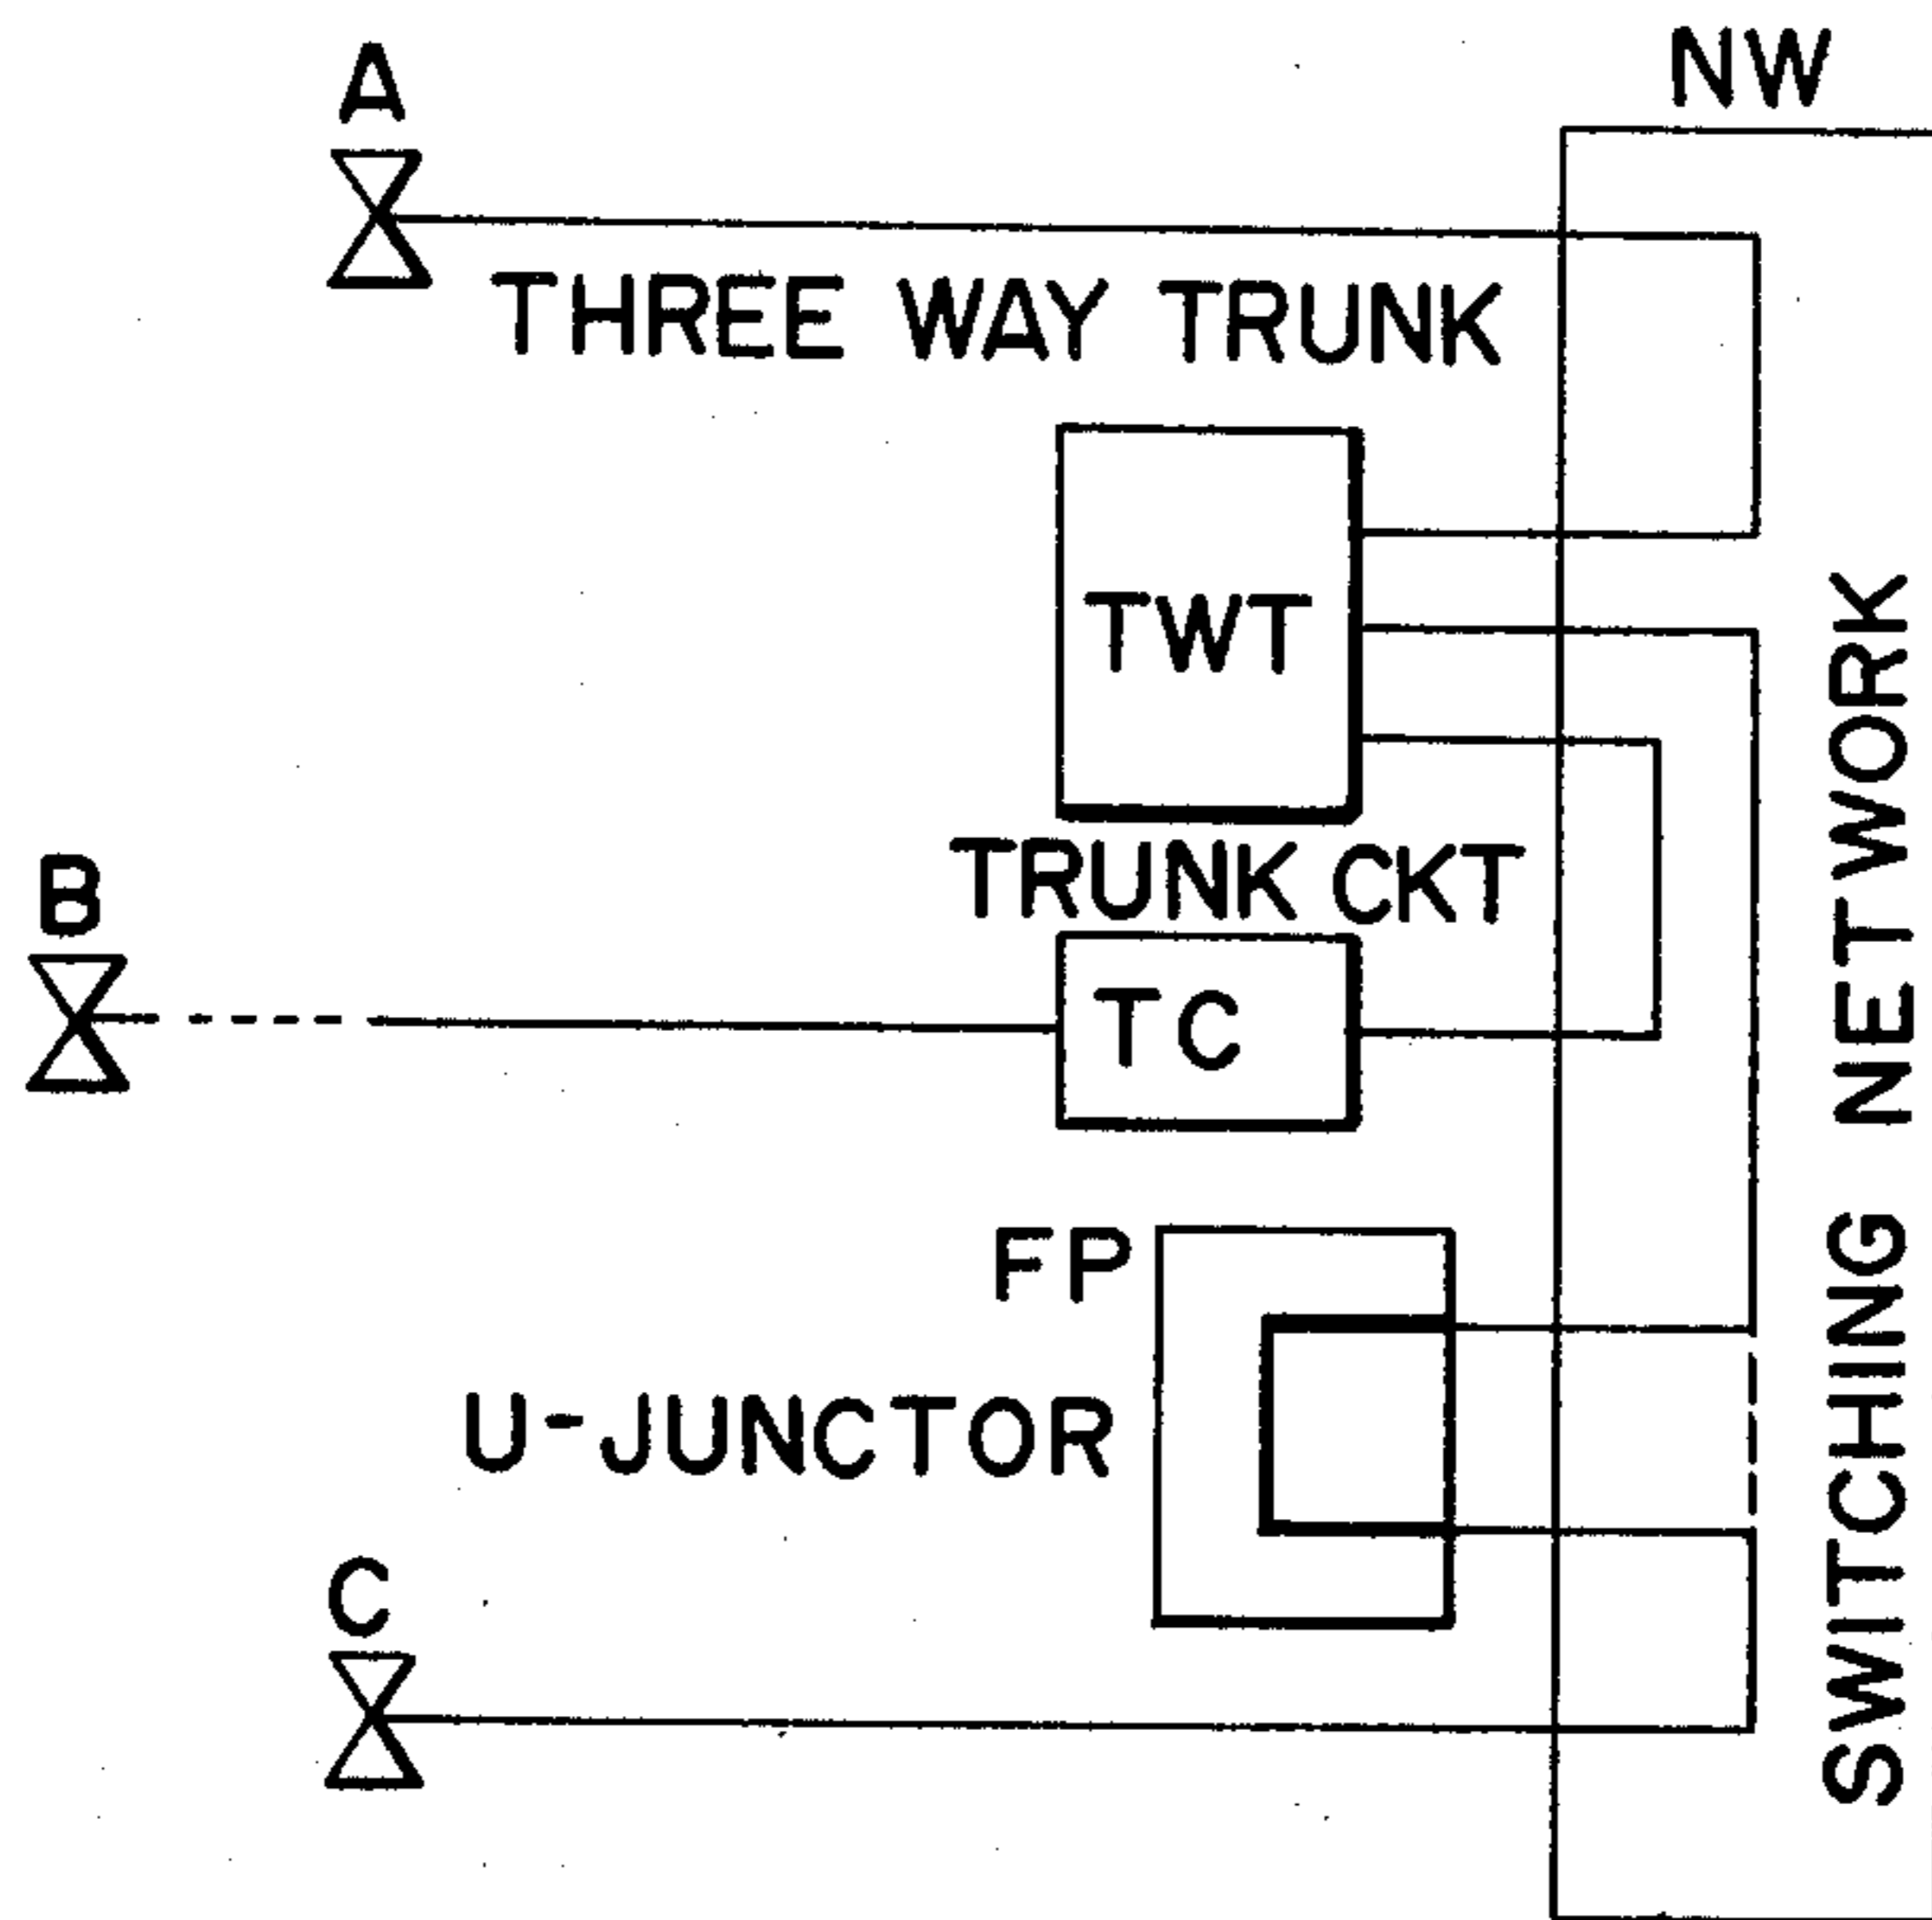 NW
A
THREE WAY TRUNK
TWT
TRUNK CKT
B
TC
FP
U-JUNCTOR
C
SWITCHING NETWORK